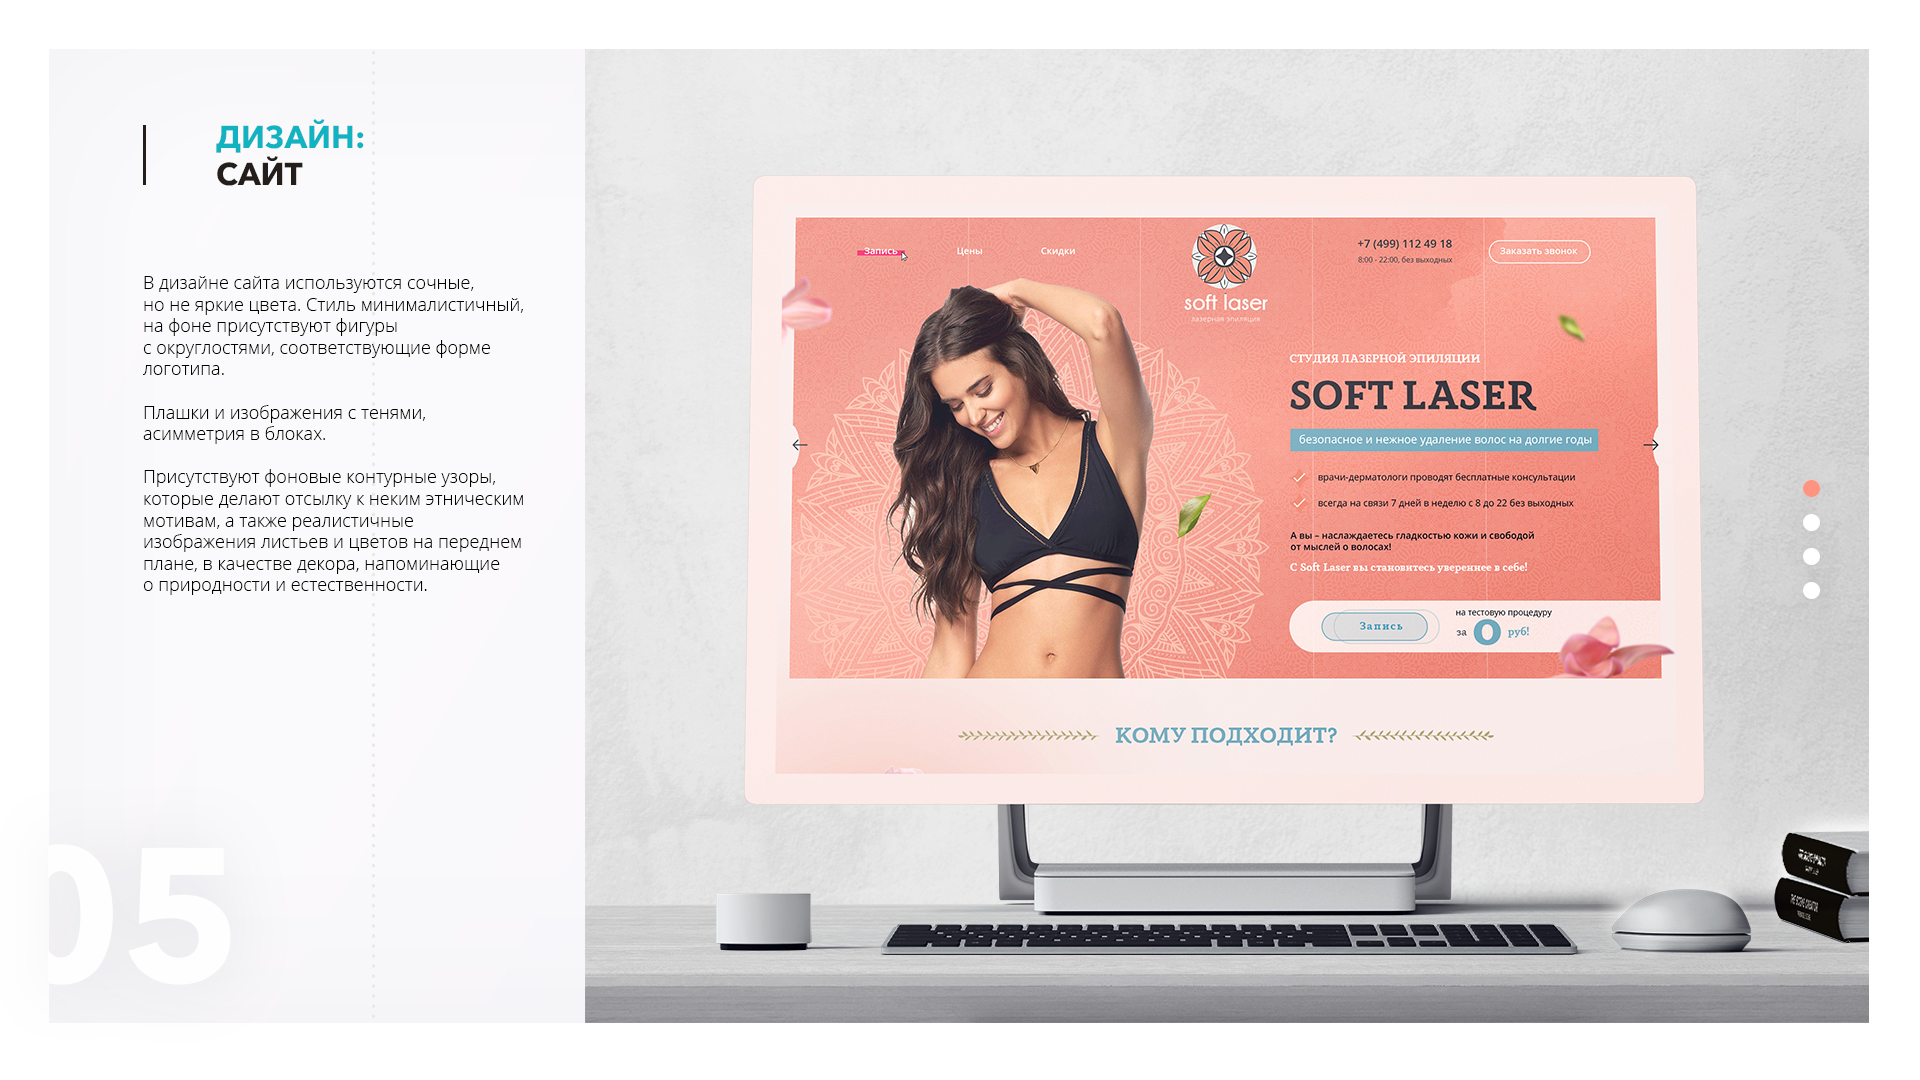 ДИЗАЙН:
САЙТ
В дизайне сайта используются сочные,
но не яркие цвета. Стиль минималистичный,
на фоне присутствуют фигуры
с округлостями, соответствующие форме
логотипа.
Плашки и изображения с тенями,
асимметрия в блоках.
Присутствуют фоновые контурные узоры,
которые делают отсылку к неким этническим
мотивам, а также реалистичные
изображения листьев и цветов на переднем
плане, в качестве декора, напоминающие
о природности и естественности.
05
Запись
Цены
Скидки
soft laser
лазерная эпиляция
+7 (499) 112 49 18
8:00 - 22:00, без выходных
Заказать звонок
СТУДИЯ ЛАЗЕРНОЙ ЭПИЛЯЦИИ
SOFT LASER
безопасное и нежное удаление волос на долгие годы
врачи-дерматологи проводят бесплатные консультации
всегда на связи 7 дней в неделю с 8 до 22 без выходных
А вы – наслаждаетесь гладкостью кожи и свободой
от мыслей о волосах!
С Soft Laser вы становитесь увереннее в себе!
Запись
на тестовую процедуру
за 0 руб!
КОМУ ПОДХОДИТ?